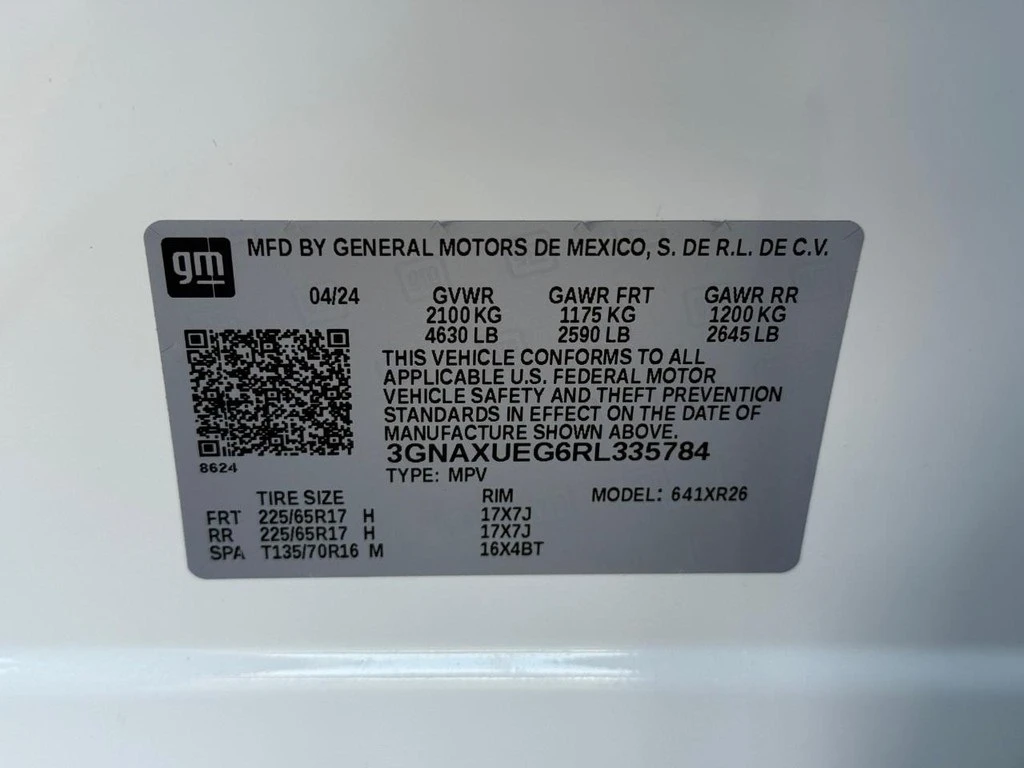 gm MFD BY GENERAL MOTORS DE MEXICO, S. DE R.L. DE C.V.
04/24 GVWR GAWR FRT GAWR RR
2100 KG 1175 KG 1200 KG
4630 LB 2590 LB 2645 LB
THIS VEHICLE CONFORMS TO ALL
APPLICABLE U.S. FEDERAL MOTOR
VEHICLE SAFETY AND THEFT PREVENTION
STANDARDS IN EFFECT ON THE DATE OF
MANUFACTURE SHOWN ABOVE.
3GNAXUEG6RL335784
8624
TYPE: MPV
TIRE SIZE RIM MODEL: 641XR26
FRT 225/65R17 H 17X7J
RR 225/65R17 H 17X7J
SPA T135/70R16 M 16X4BT